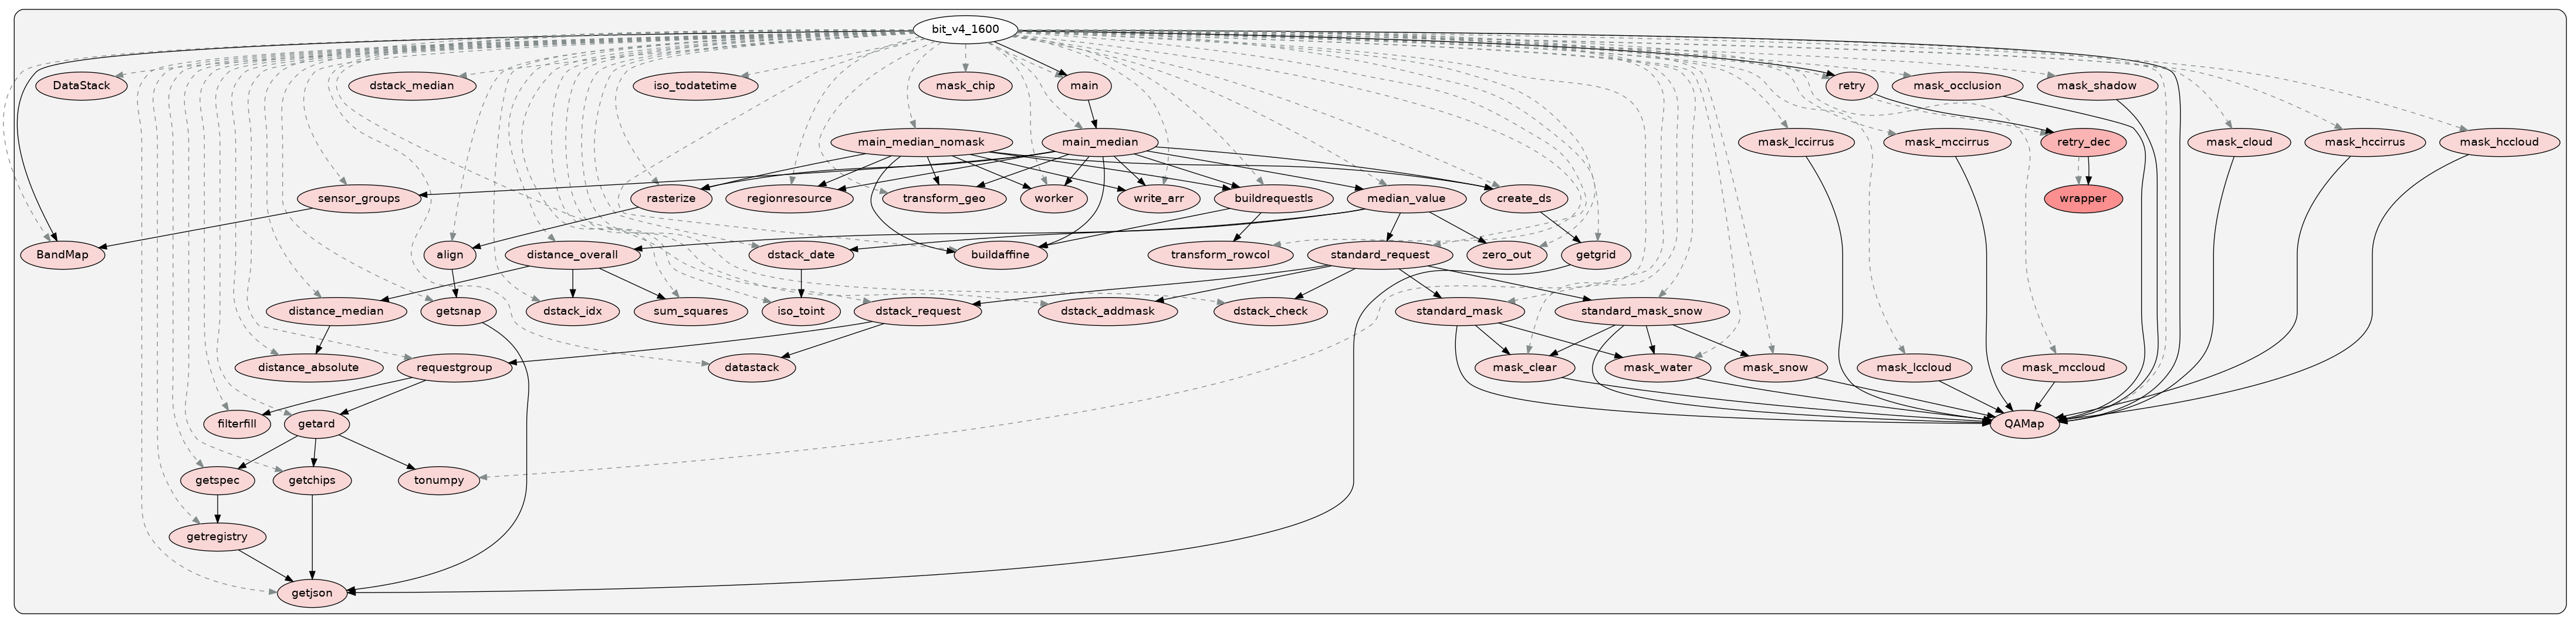 bit_v4_1600
DataStack
dstack_median
iso_todatetime
mask_chip
main
retry
mask_occlusion
mask_shadow
main_median_nomask
main_median
mask_lccirrus
mask_mccirrus
retry_dec
mask_cloud
mask_hccirrus
mask_hccloud
sensor_groups
rasterize
regionresource
transform_geo
worker
write_arr
buildrequestls
median_value
create_ds
wrapper
BandMap
align
distance_overall
dstack_date
buildaffine
transform_rowcol
standard_request
zero_out
getgrid
distance_median
getsnap
dstack_idx
sum_squares
iso_toint
dstack_request
dstack_addmask
dstack_check
standard_mask
standard_mask_snow
distance_absolute
requestgroup
datastack
mask_clear
mask_water
mask_snow
mask_lccloud
mask_mccloud
filterfill
getard
QAMap
getspec
getchips
tonumpy
getregistry
getjson